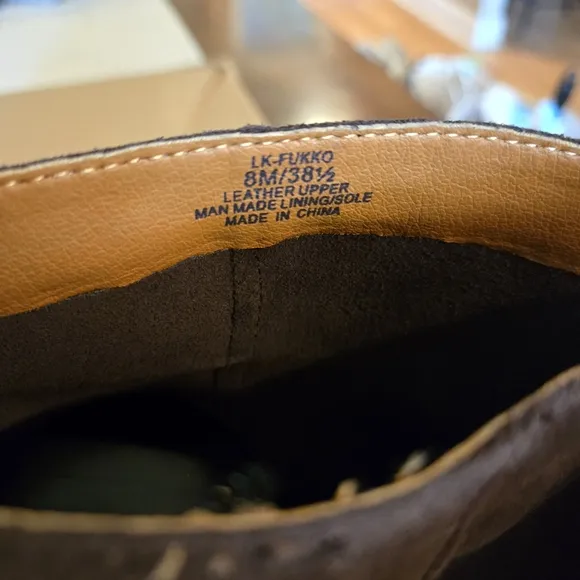 LK-FUKKO
8M/38½
LEATHER UPPER
MAN MADE LINING/SOLE
MADE IN CHINA